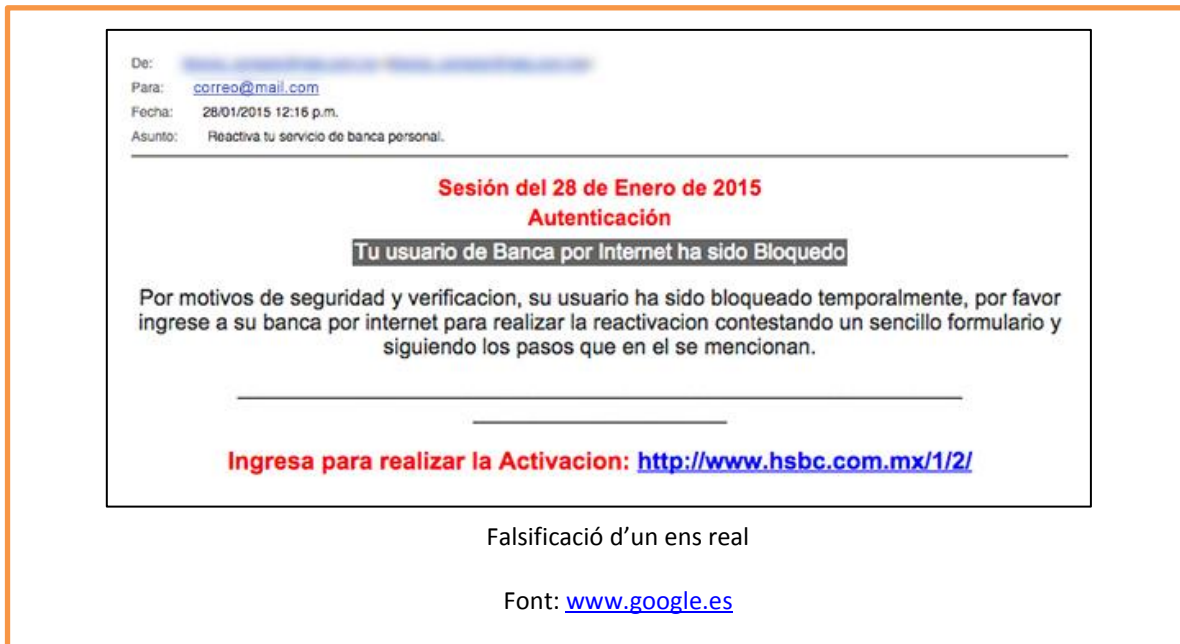 De:
Para: correo@mail.com
Fecha: 28/01/2015 12:16 p.m.
Asunto: Reactiva tu servicio de banca personal.
Sesión del 28 de Enero de 2015
Autenticación
Tu usuario de Banca por Internet ha sido Bloquedo
Por motivos de seguridad y verificacion, su usuario ha sido bloqueado temporalmente, por favor
ingrese a su banca por internet para realizar la reactivacion contestando un sencillo formulario y
siguiendo los pasos que en el se mencionan.
Ingresa para realizar la Activacion: http://www.hsbc.com.mx/1/2/
Falsificació d’un ens real
Font: www.google.es